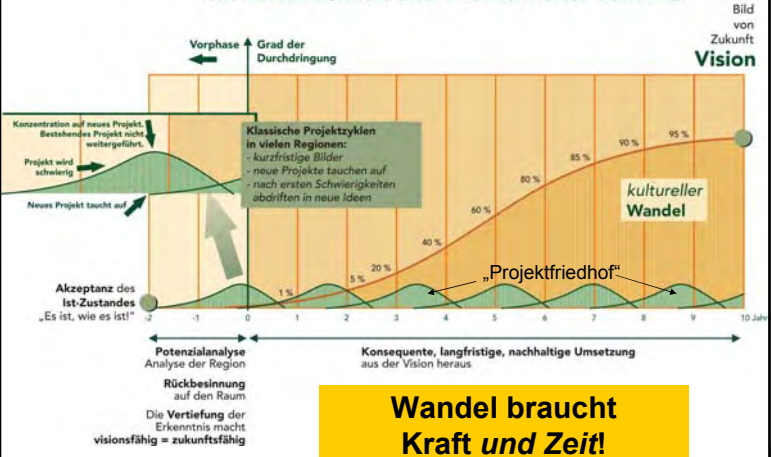 Bild
von
Zukunft
Vision
Vorphase
Grad der
Durchdringung
Konzentration auf neues Projekt.
Bestehendes Projekt nicht
weitergeführt.
Projekt wird
schwierig
Neues Projekt taucht auf
Klassische Projektzyklen
in vielen Regionen:
- kurzfristige Bilder
- neue Projekte tauchen auf
- nach ersten Schwierigkeiten
abdriften in neue Ideen
1 %
5 %
20 %
40 %
60 %
80 %
85 %
90 %
95 %
kultureller
Wandel
„Projektfriedhof“
Akzeptanz des
Ist-Zustandes
„Es ist, wie es ist!"
-2 -1 0 1 2 3 4 5 6 7 8 9 10 Jahr
Potenzialanalyse
Analyse der Region
Rückbesinnung
auf den Raum
Die Vertiefung der
Erkenntnis macht
visionsfähig = zukunftsfähig
Konsequente, langfristige, nachhaltige Umsetzung
aus der Vision heraus
Wandel braucht
Kraft und Zeit!